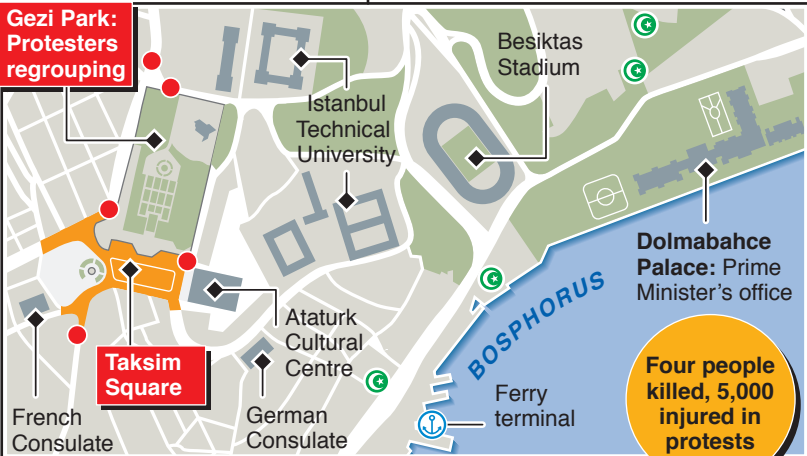 Gezi Park:
Protesters
regrouping
Besiktas
Stadium
Istanbul
Technical
University
Dolmabahce
Palace: Prime
Minister's office
BOSPHORUS
Ataturk
Cultural
Centre
Taksim
Square
French
Consulate
German
Consulate
Ferry
terminal
Four people
killed, 5,000
injured in
protests